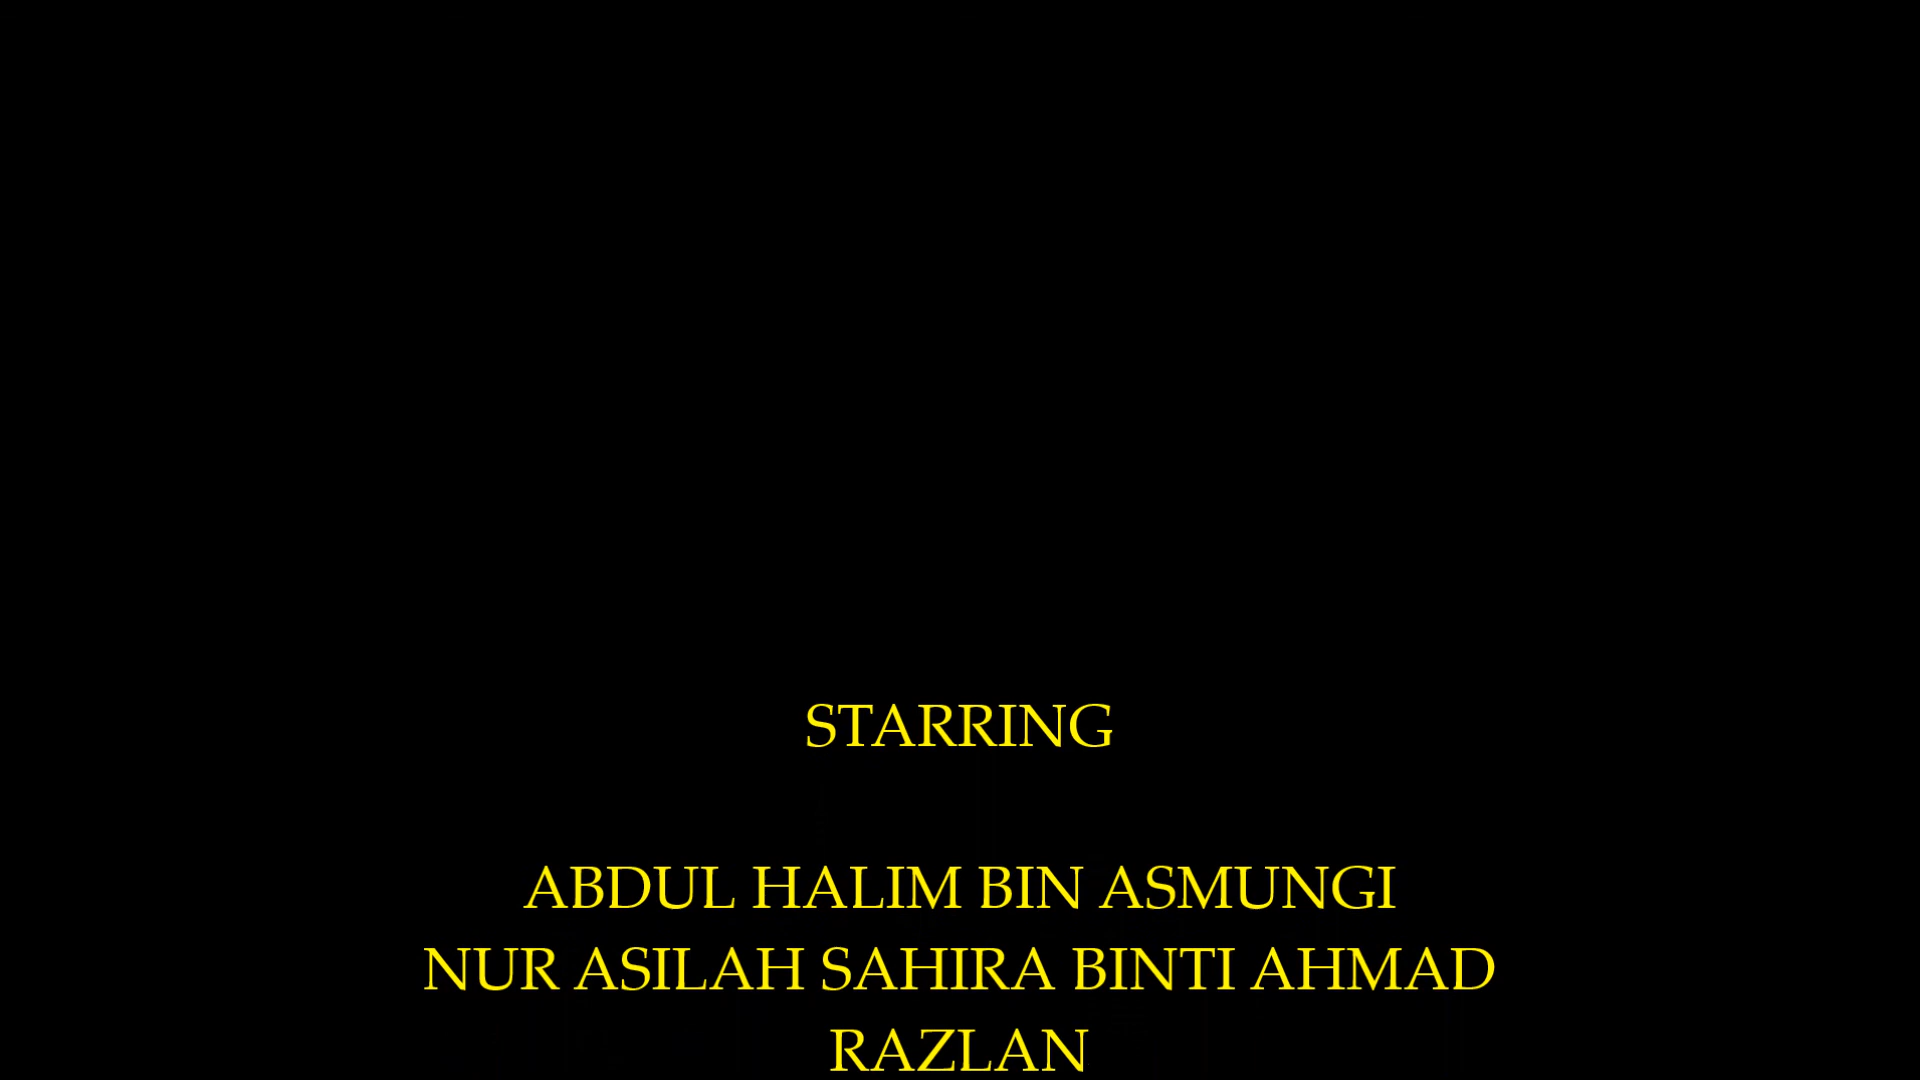 STARRING
ABDUL HALIM BIN ASMUNGI
NUR ASILAH SAHIRA BINTI AHMAD
RAZLAN